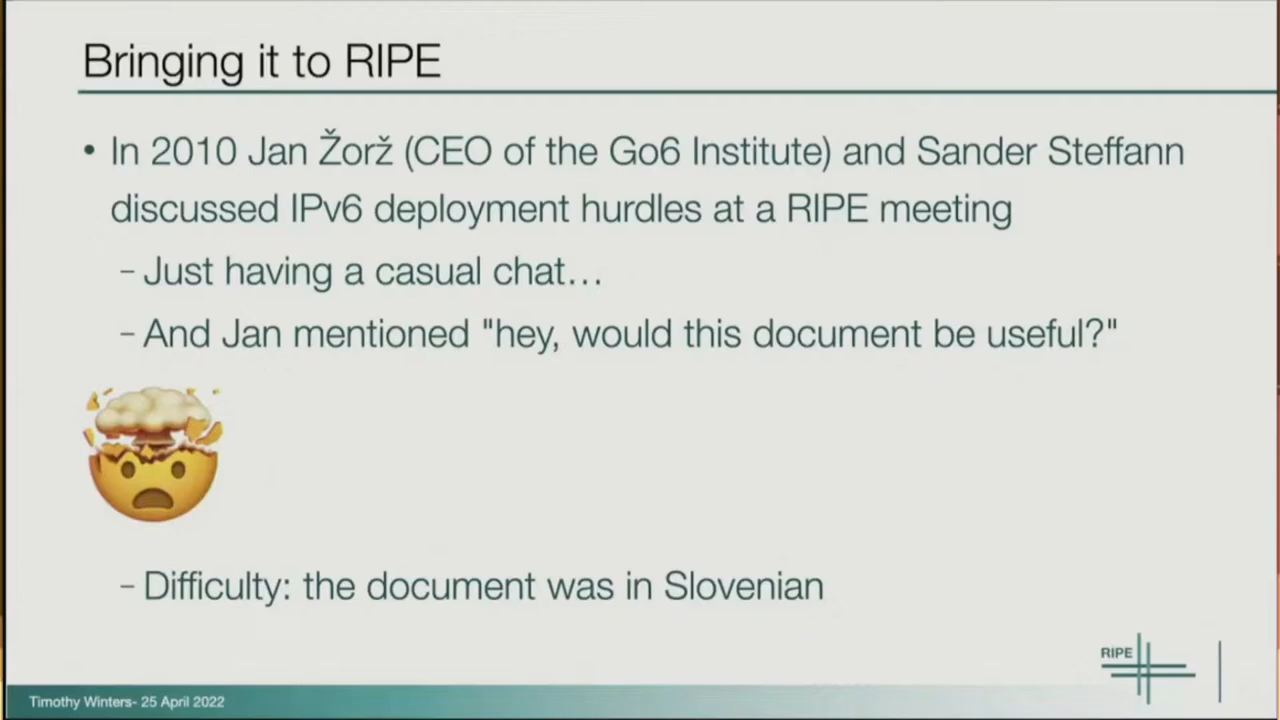 Bringing it to RIPE
• In 2010 Jan Žorž (CEO of the Go6 Institute) and Sander Steffann
discussed IPv6 deployment hurdles at a RIPE meeting
– Just having a casual chat…
– And Jan mentioned "hey, would this document be useful?"
– Difficulty: the document was in Slovenian
RIPE
Timothy Winters- 25 April 2022